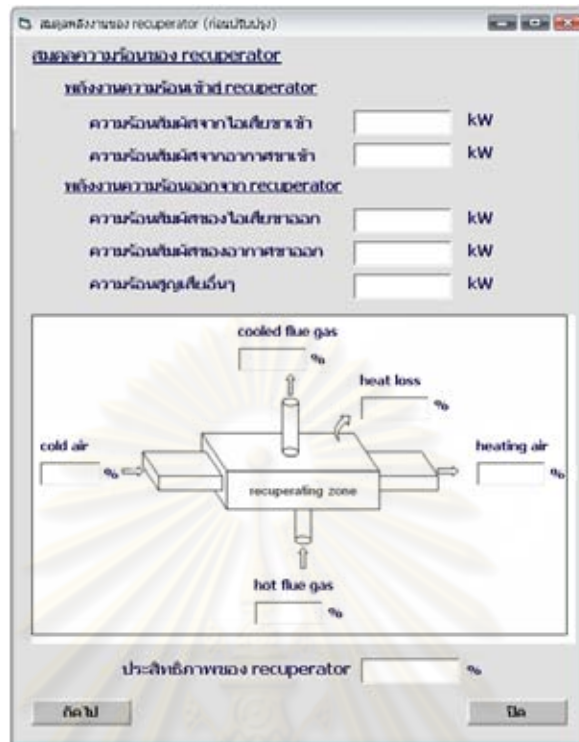 สมดุลพลังงานของ recuperator (ก่อนปรับปรุง)
สมดุลความร้อนของ recuperator
พลังงานความร้อนเข้าสู่ recuperator
ความร้อนสัมผัสจากไอเสียขาเข้า kW
ความร้อนสัมผัสจากอากาศขาเข้า kW
พลังงานความร้อนออกจาก recuperator
ความร้อนสัมผัสของไอเสียขาออก kW
ความร้อนสัมผัสของอากาศขาออก kW
ความร้อนสูญเสียอื่นๆ kW
cooled flue gas
%
heat loss
%
cold air
%
heating air
%
recuperating zone
hot flue gas
%
ประสิทธิภาพของ recuperator %
ถัดไป
ปิด